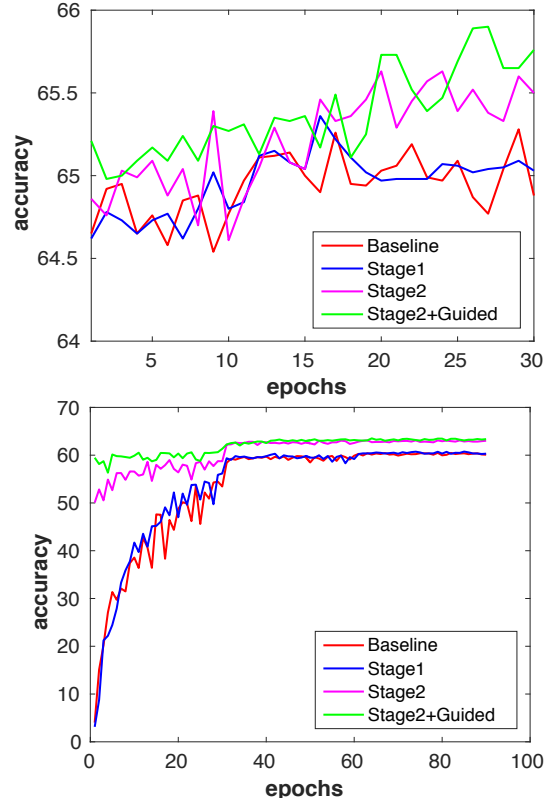 66
65.5
65
64.5
64
accuracy
5 10 15 20 25 30
epochs
Baseline
Stage1
Stage2
Stage2+Guided
70
60
50
40
30
20
10
0
accuracy
0 20 40 60 80 100
epochs
Baseline
Stage1
Stage2
Stage2+Guided